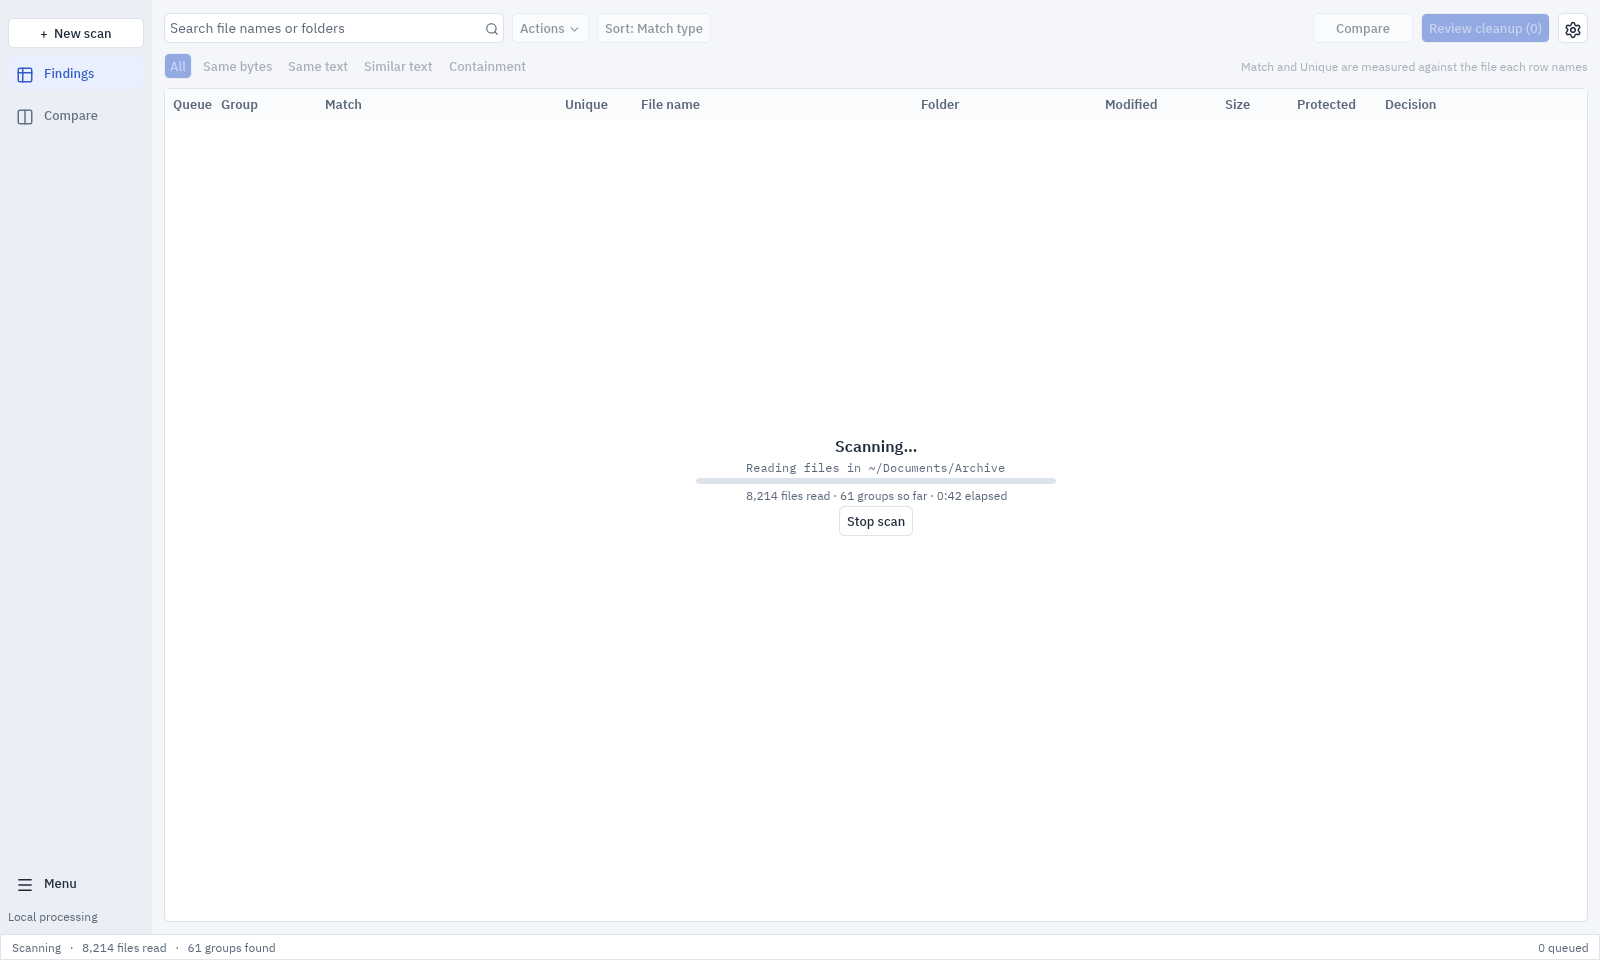 + New scan
Findings
Compare
Menu
Local processing
Search file names or folders
Actions
Sort: Match type
Compare
Review cleanup (0)
All
Same bytes
Same text
Similar text
Containment
Match and Unique are measured against the file each row names
Queue Group Match Unique File name Folder Modified Size Protected Decision
Scanning...
Reading files in ~/Documents/Archive
8,214 files read · 61 groups so far · 0:42 elapsed
Stop scan
Scanning · 8,214 files read · 61 groups found
0 queued